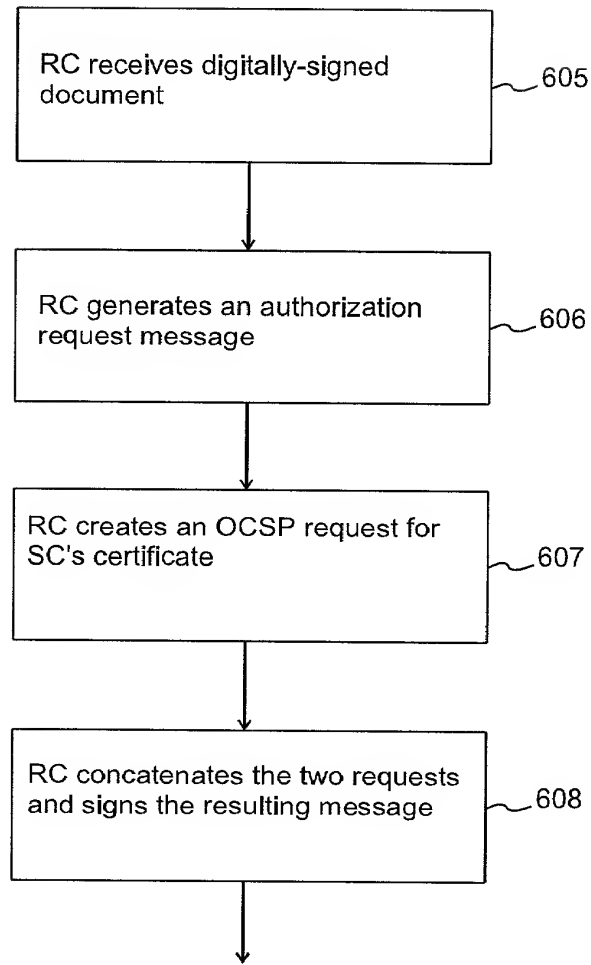 RC receives digitally-signed
document
605
RC generates an authorization
request message
606
RC creates an OCSP request for
SC's certificate
607
RC concatenates the two requests
and signs the resulting message
608